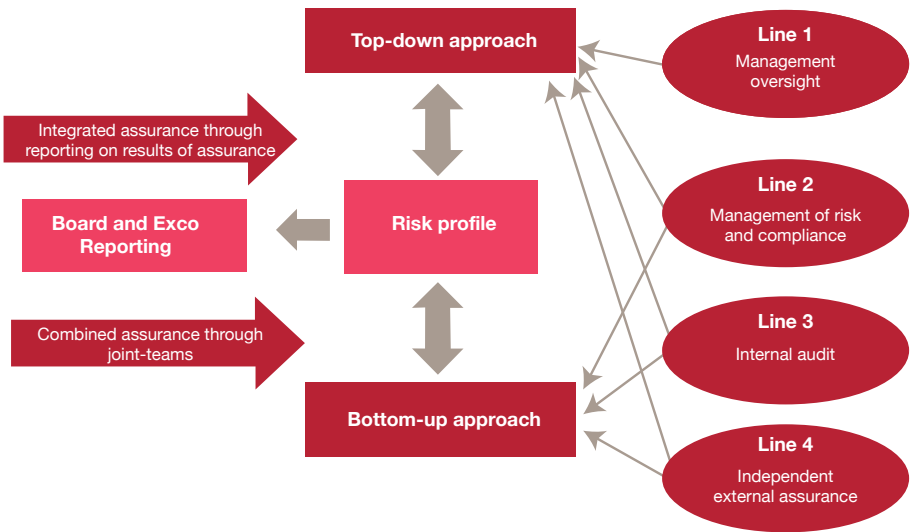 Top-down approach
Line 1
Management
oversight
Integrated assurance through
reporting on results of assurance
Line 2
Management of risk
and compliance
Board and Exco
Reporting
Risk profile
Combined assurance through
joint-teams
Line 3
Internal audit
Bottom-up approach
Line 4
Independent
external assurance